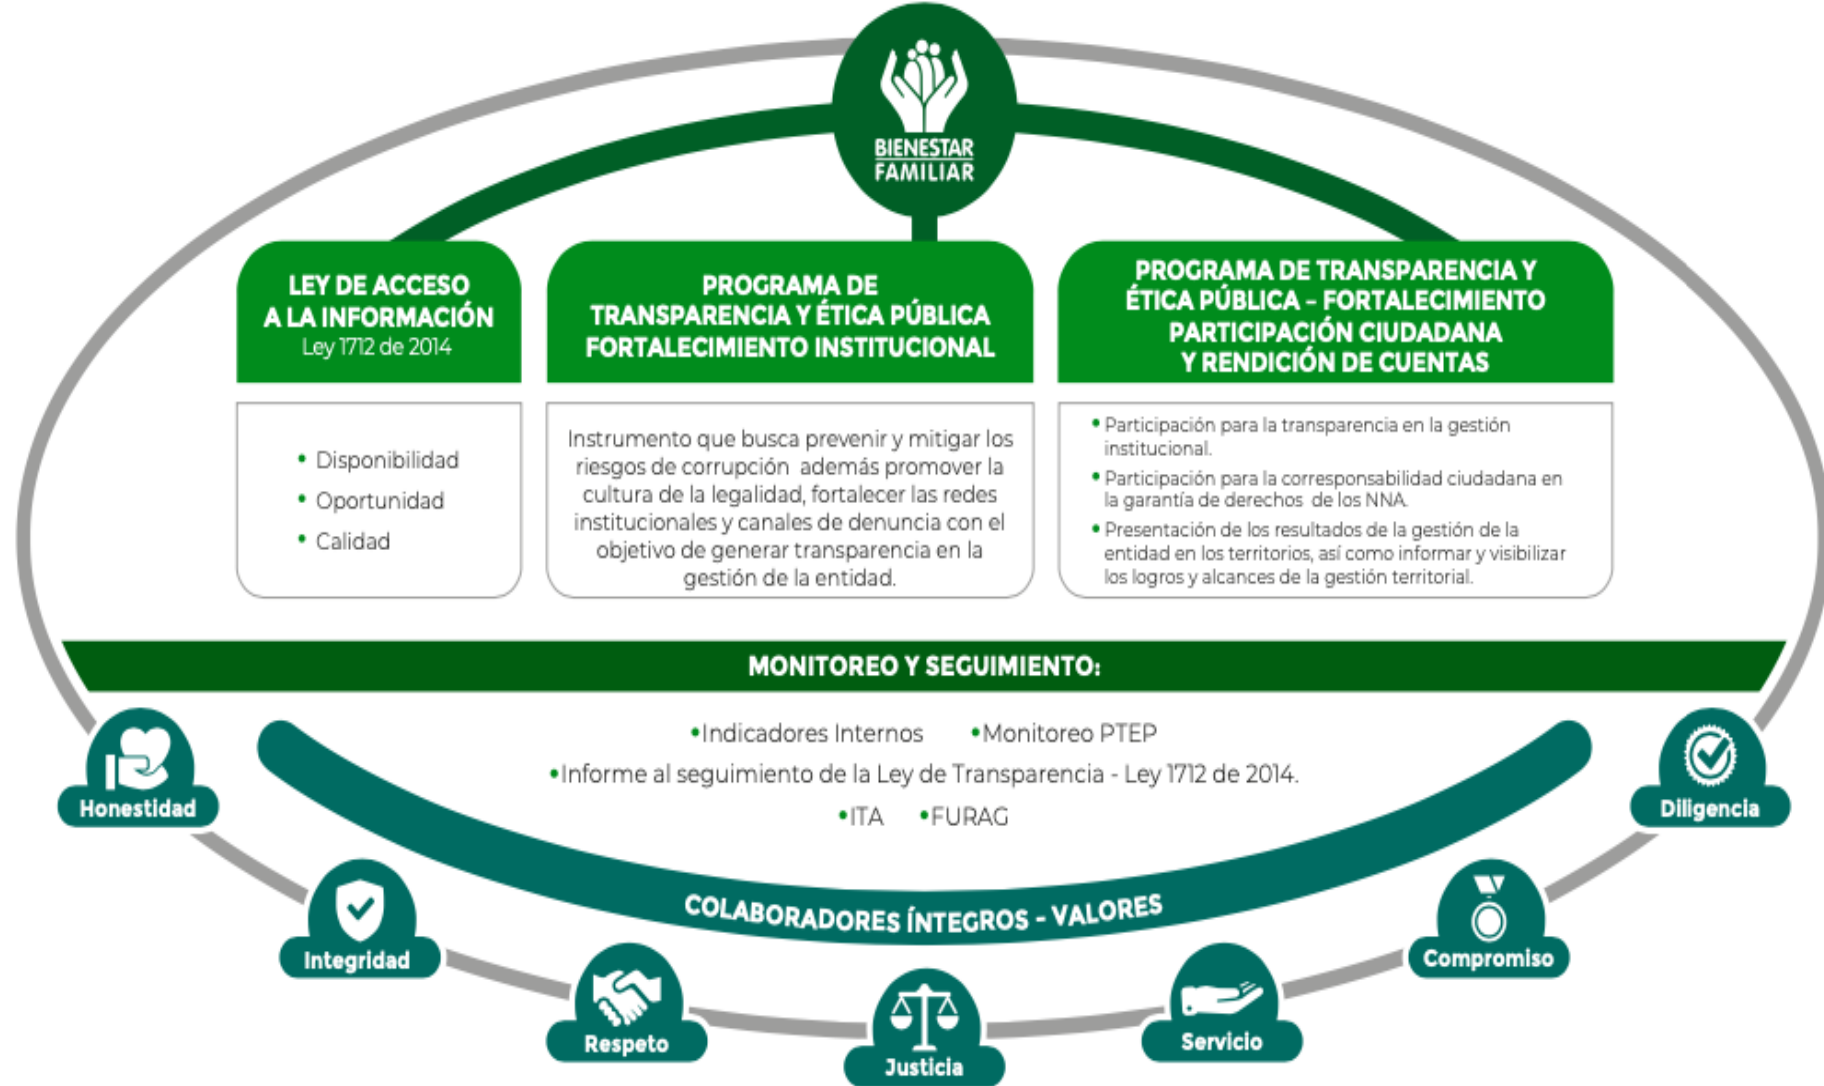 BIENESTAR
FAMILIAR
LEY DE ACCESO
A LA INFORMACIÓN
Ley 1712 de 2014
• Disponibilidad
• Oportunidad
• Calidad
PROGRAMA DE
TRANSPARENCIA Y ÉTICA PÚBLICA
FORTALECIMIENTO INSTITUCIONAL
Instrumento que busca prevenir y mitigar los
riesgos de corrupción además promover la
cultura de la legalidad, fortalecer las redes
institucionales y canales de denuncia con el
objetivo de generar transparencia en la
gestión de la entidad.
PROGRAMA DE TRANSPARENCIA Y
ÉTICA PÚBLICA – FORTALECIMIENTO
PARTICIPACIÓN CIUDADANA
Y RENDICIÓN DE CUENTAS
• Participación para la transparencia en la gestión
institucional.
• Participación para la corresponsabilidad ciudadana en
la garantía de derechos de los NNA.
• Presentación de los resultados de la gestión de la
entidad en los territorios, así como informar y visibilizar
los logros y alcances de la gestión territorial.
MONITOREO Y SEGUIMIENTO:
•Indicadores Internos •Monitoreo PTEP
•Informe al seguimiento de la Ley de Transparencia - Ley 1712 de 2014.
•ITA •FURAG
COLABORADORES ÍNTEGROS - VALORES
Honestidad
Integridad
Respeto
Justicia
Servicio
Compromiso
Diligencia